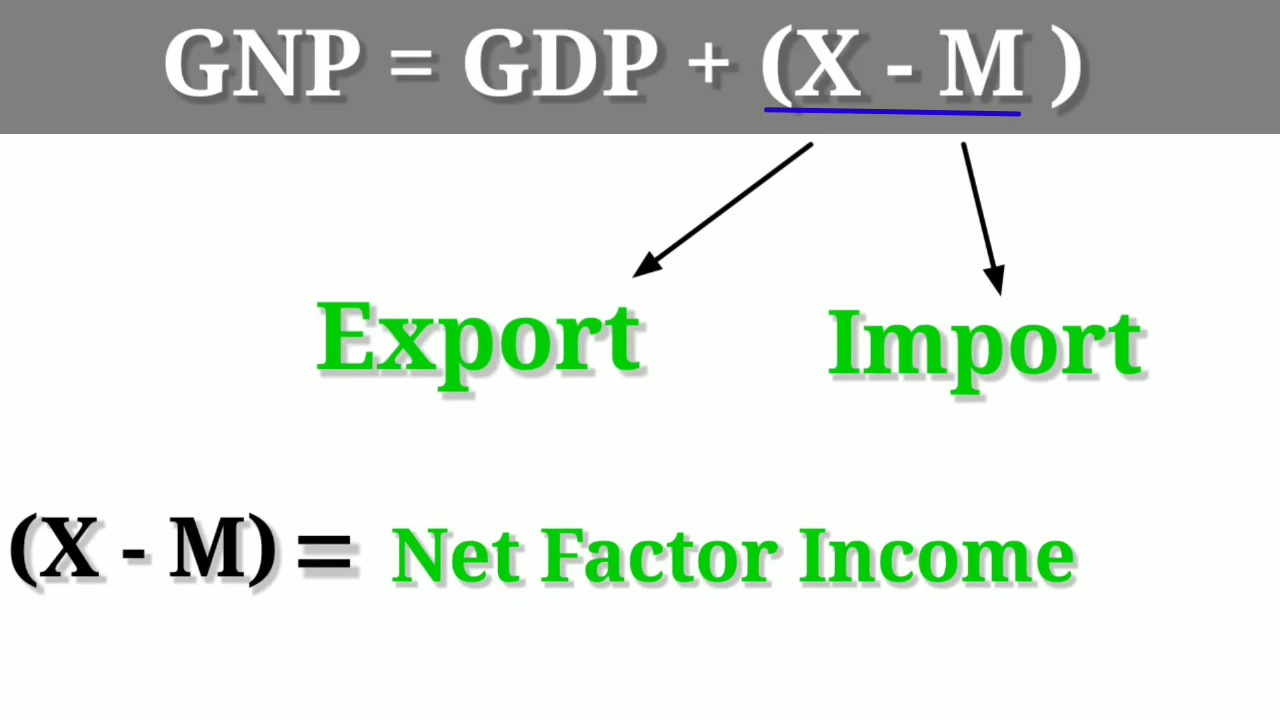 GNP = GDP + (X - M )
Export Import
(X - M) = Net Factor Income